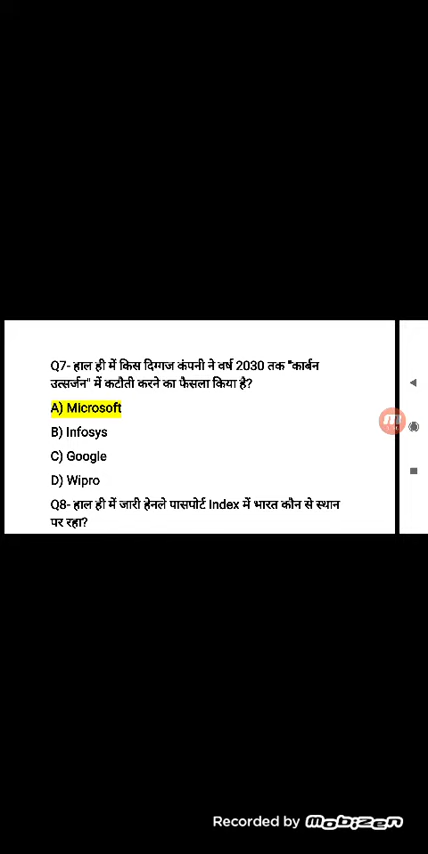 Q7- हाल ही में किस दिग्गज कंपनी ने वर्ष 2030 तक "कार्बन
उत्सर्जन" में कटौती करने का फैसला किया है?
A) Microsoft
B) Infosys
C) Google
D) Wipro
Q8- हाल ही में जारी हेनले पासपोर्ट Index में भारत कौन से स्थान
पर रहा?
Recorded by mobizen